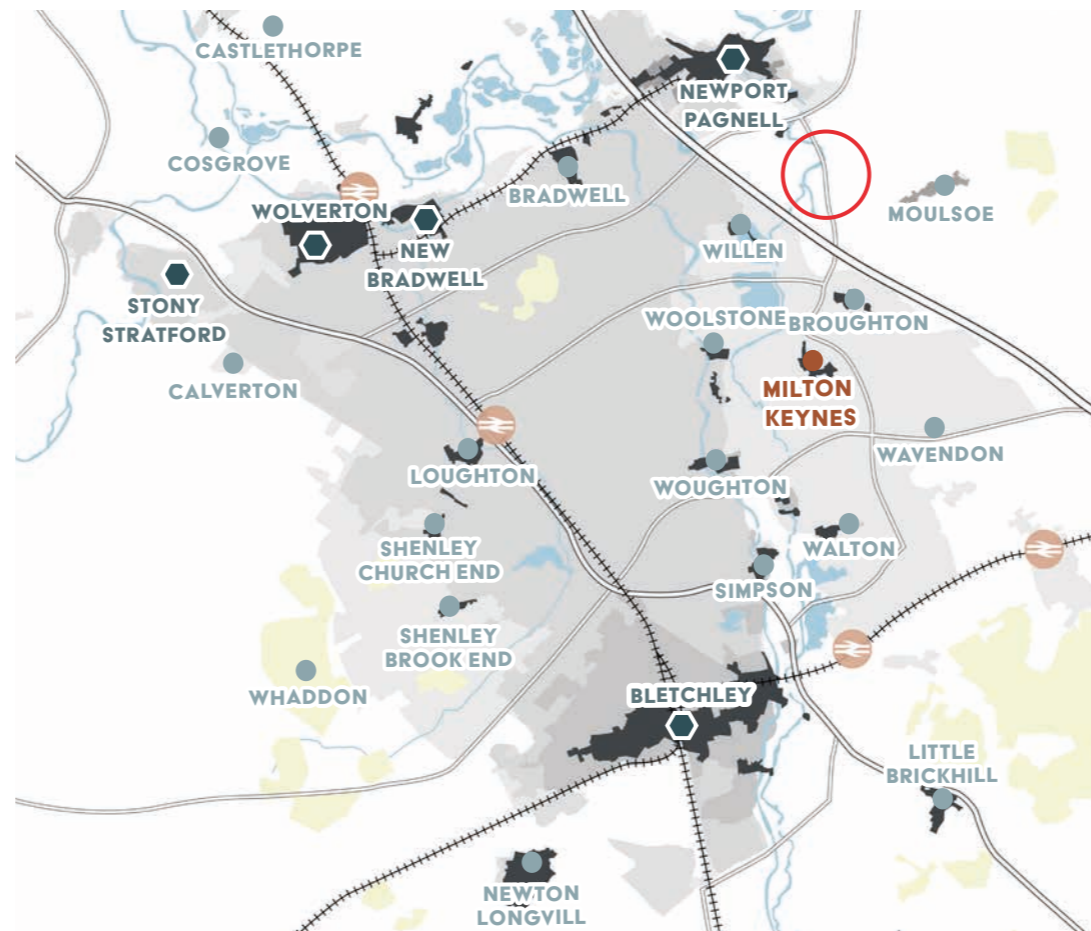 CASTLETHORPE
NEWPORT
PAGNELL
COSGROVE
BRADWELL
MOULSOE
WOLVERTON
NEW
BRADWELL
WILLEN
STONY
STRATFORD
WOOLSTONE
BROUGHTON
CALVERTON
MILTON
KEYNES
LOUGHTON
WOUGHTON
WAVENDON
SHENLEY
CHURCH END
WALTON
SIMPSON
SHENLEY
BROOK END
WHADDON
BLETCHLEY
LITTLE
BRICKHILL
NEWTON
LONGVILL